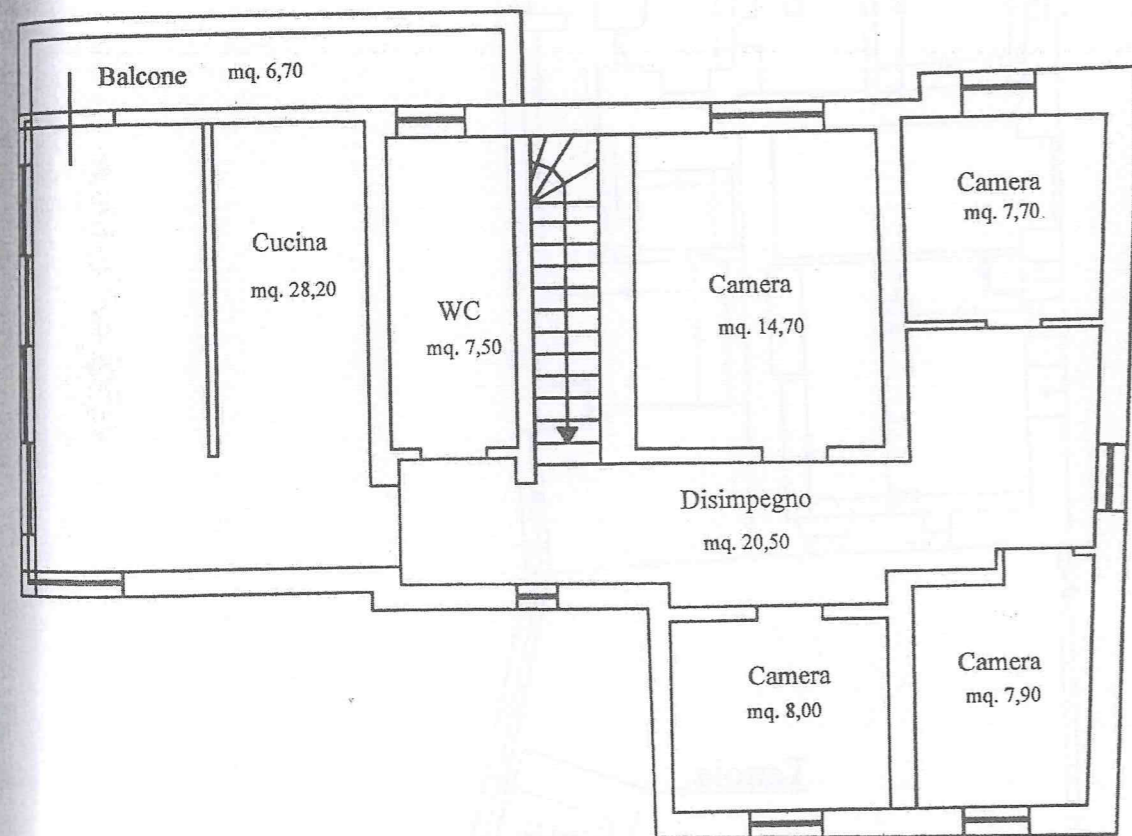 Balcone mq. 6,70
Camera
mq. 7,70
Cucina
mq. 28,20
WC
mq. 7,50
Camera
mq. 14,70
Disimpegno
mq. 20,50
Camera
mq. 8,00
Camera
mq. 7,90